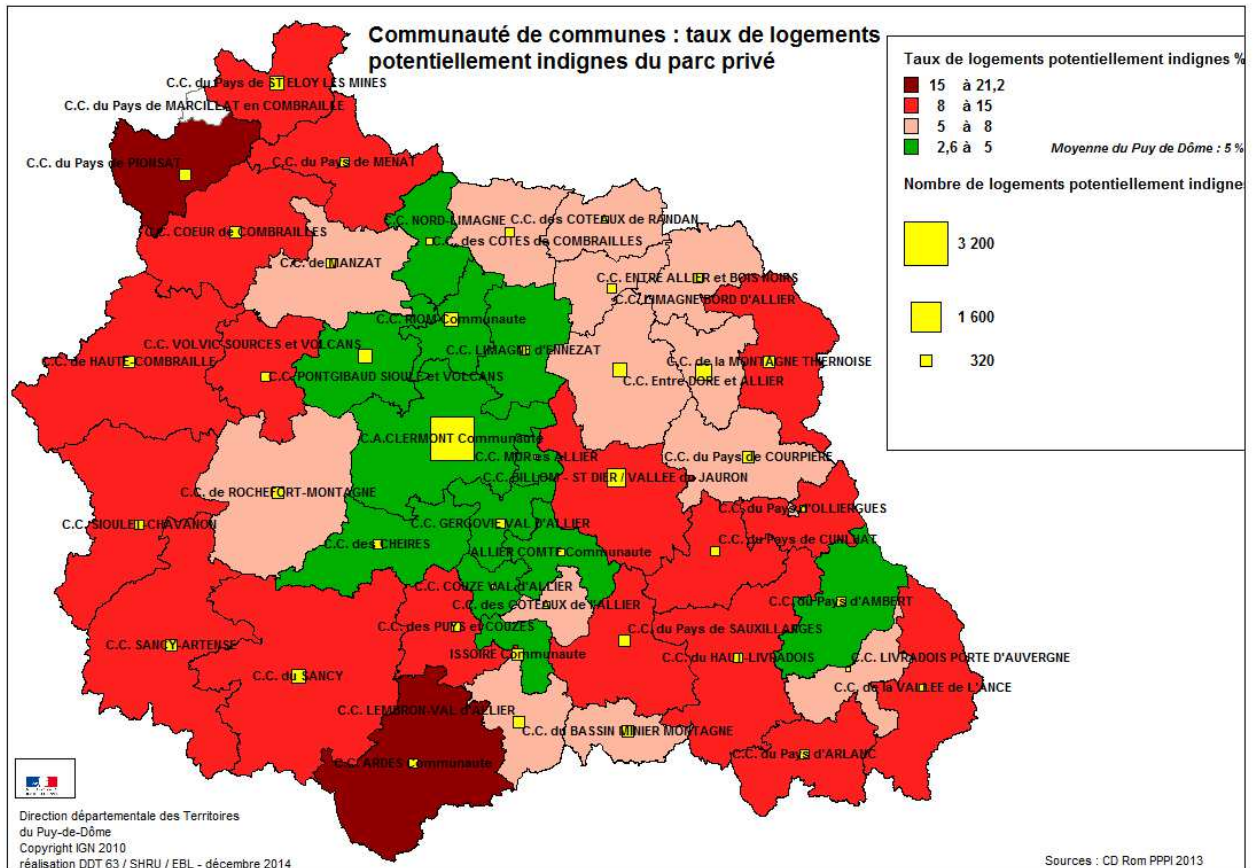 Communauté de communes : taux de logements
potentiellement indignes du parc privé
Taux de logements potentiellement indignes %
15 à 21,2
8 à 15
5 à 8
2,6 à 5
Moyenne du Puy de Dôme : 5 %
Nombre de logements potentiellement indigne
3 200
1 600
320
C.C. du Pays de ST ELOY LES MINES
C.C. du Pays de MARCILLAT en COMBRAILLE
C.C. du Pays de PIONSAT
C.C. du Pays de MENAT
C.C. NORD-LIMAGNE
C.C. des COTEAUX de RANDAN
C.C. COEUR de COMBRAILLES
C.C. des COTES de COMBRAILLES
C.C. de MANZAT
C.C. ENTRE ALLIER et BOIS NOIRS
C.C. LIMAGNE BORD D'ALLIER
C.C. RIOM Communaute
C.C. VOLVIC SOURCES et VOLCANS
C.C. LIMAGNE d'ENNEZAT
C.C. de HAUTE-COMBRAILLE
C.C. de la MONTAGNE THERNOISE
C.C. PONTGIBAUD SIOULE et VOLCANS
C.C. Entre DORE et ALLIER
C.A.CLERMONT Communaute
C.C. MUR es ALLIER
C.C. du Pays de COURPIERE
C.C. BILLOM - ST DIER / VALLEE du JAURON
C.C. de ROCHEFORT-MONTAGNE
C.C. du Pays d'OLLIERGUES
C.C. SIOULET-CHAVANON
C.C. GERGOVIE VAL D'ALLIER
C.C. du Pays de CUNLHAT
C.C. des CHEIRES
ALLIER COMTE Communaute
C.C. COUZE VAL d'ALLIER
C.C. des COTEAUX de l'ALLIER
C.C. du Pays d'AMBERT
C.C. des PUYS et COUZES
C.C. du Pays de SAUXILLANGES
C.C. SANCY-ARTENSE
ISSOIRE Communaute
C.C. du HAUT-LIVRADOIS
C.C. LIVRADOIS PORTE D'AUVERGNE
C.C. du SANCY
C.C. de la VALLEE de L'ANCE
C.C. LEMBRON-VAL d'ALLIER
C.C. du BASSIN MINIER MONTAGNE
C.C. du Pays d'ARLANC
C.C. ARDES Communaute
Direction départementale des Territoires
du Puy-de-Dôme
Copyright IGN 2010
réalisation DDT 63 / SHRU / EBL - décembre 2014
Sources : CD Rom PPPI 2013